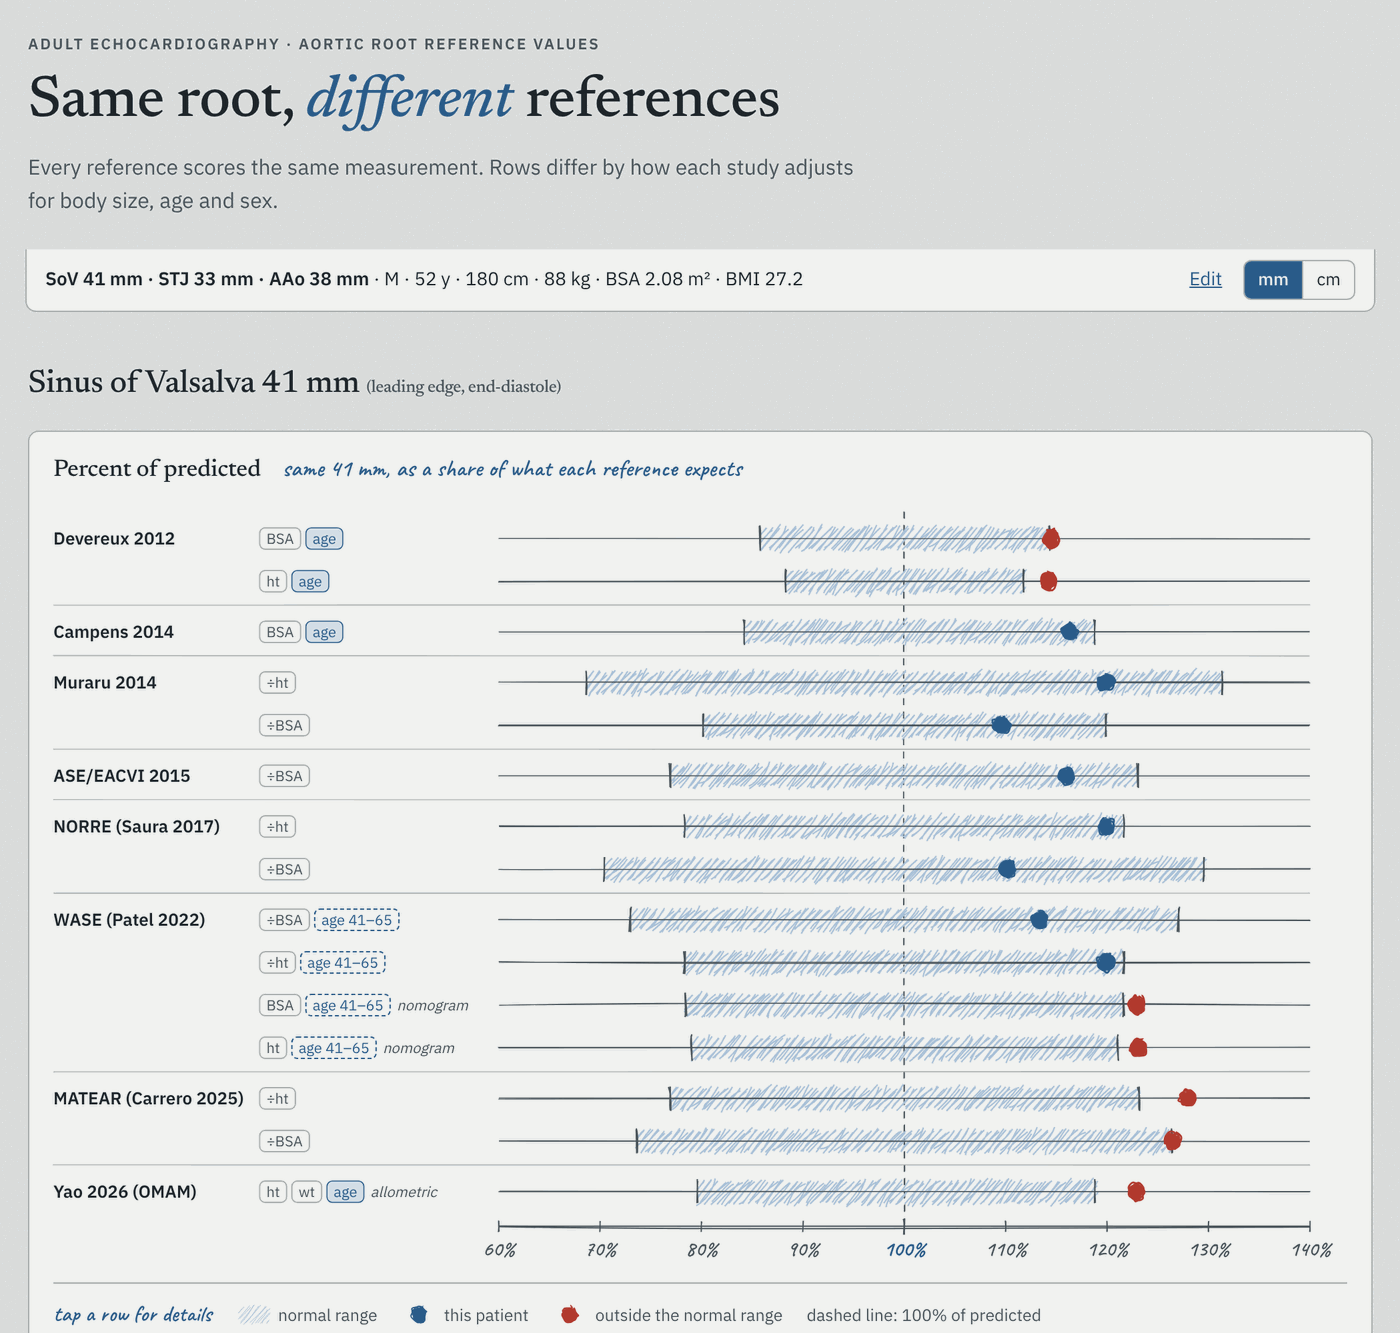 ADULT ECHOCARDIOGRAPHY · AORTIC ROOT REFERENCE VALUES
Same root, different references
Every reference scores the same measurement. Rows differ by how each study adjusts
for body size, age and sex.
SoV 41 mm · STJ 33 mm · AAo 38 mm · M · 52 y · 180 cm · 88 kg · BSA 2.08 m² · BMI 27.2 Edit mm cm
Sinus of Valsalva 41 mm (leading edge, end-diastole)
Percent of predicted same 41 mm, as a share of what each reference expects
Devereux 2012 BSA age
ht age
Campens 2014 BSA age
Muraru 2014 ÷ht
÷BSA
ASE/EACVI 2015 ÷BSA
NORRE (Saura 2017) ÷ht
÷BSA
WASE (Patel 2022) ÷BSA age 41–65
÷ht age 41–65
BSA age 41–65 nomogram
ht age 41–65 nomogram
MATEAR (Carrero 2025) ÷ht
÷BSA
Yao 2026 (OMAM) ht wt age allometric
60% 70% 80% 90% 100% 110% 120% 130% 140%
tap a row for details normal range this patient outside the normal range dashed line: 100% of predicted